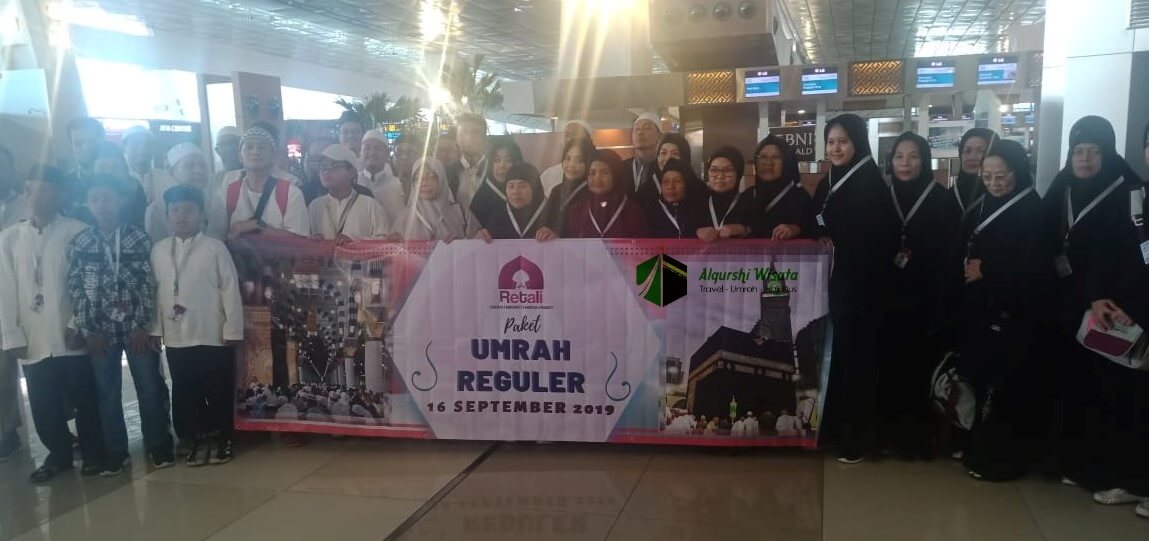 Retali
Paket
UMRAH
REGULER
16 SEPTEMBER 2019
Alqurshi Wisata
Travel - Umroh -
BNI